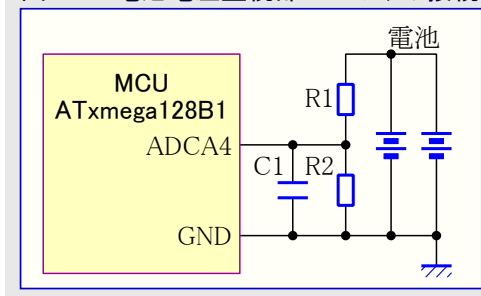 電池
MCU
ATxmega128B1
R1
ADCA4
C1
R2
GND